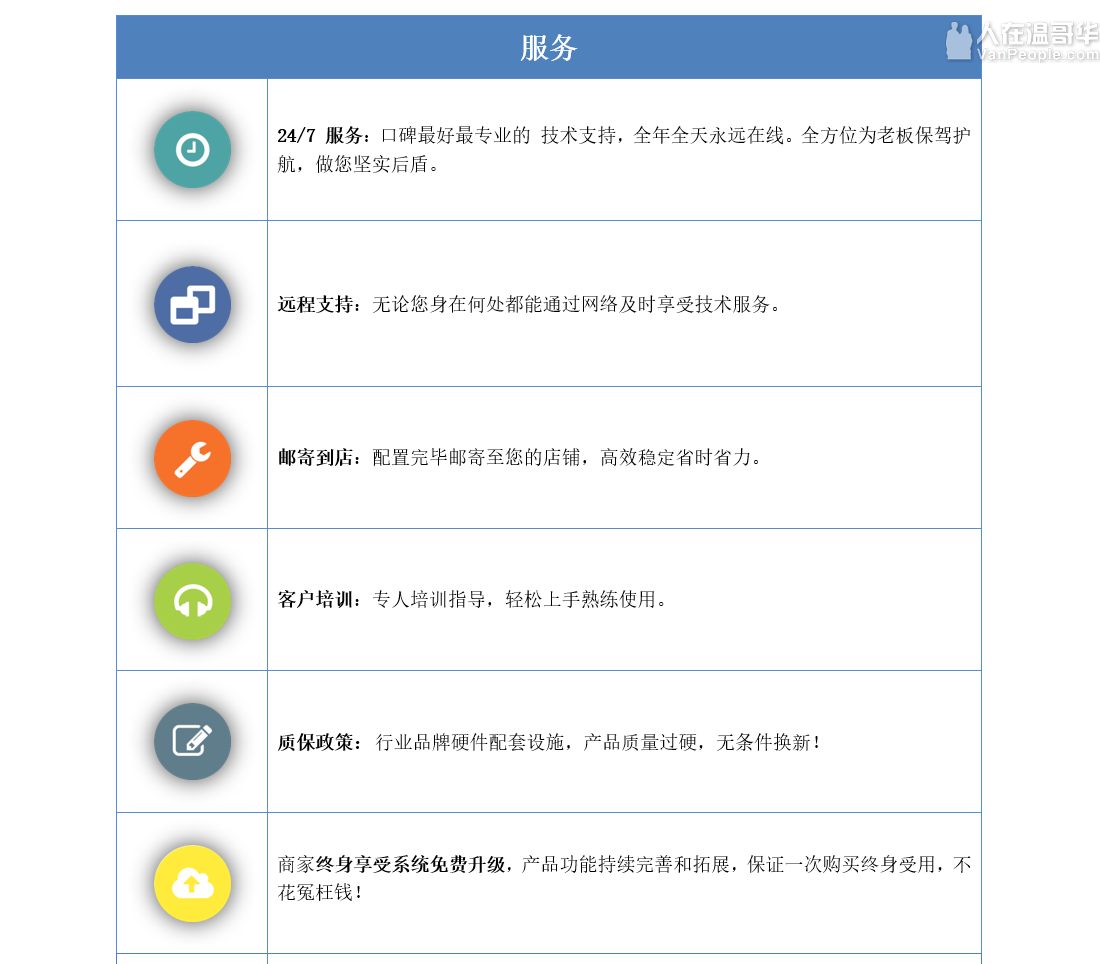 服务
人在温哥华
VanPeople.com
24/7 服务：口碑最好最专业的 技术支持，全年全天永远在线。全方位为老板保驾护
航，做您坚实后盾。
远程支持：无论您身在何处都能通过网络及时享受技术服务。
邮寄到店：配置完毕邮寄至您的店铺，高效稳定省时省力。
客户培训：专人培训指导，轻松上手熟练使用。
质保政策：行业品牌硬件配套设施，产品质量过硬，无条件换新！
商家终身享受系统免费升级，产品功能持续完善和拓展，保证一次购买终身受用，不
花冤枉钱！